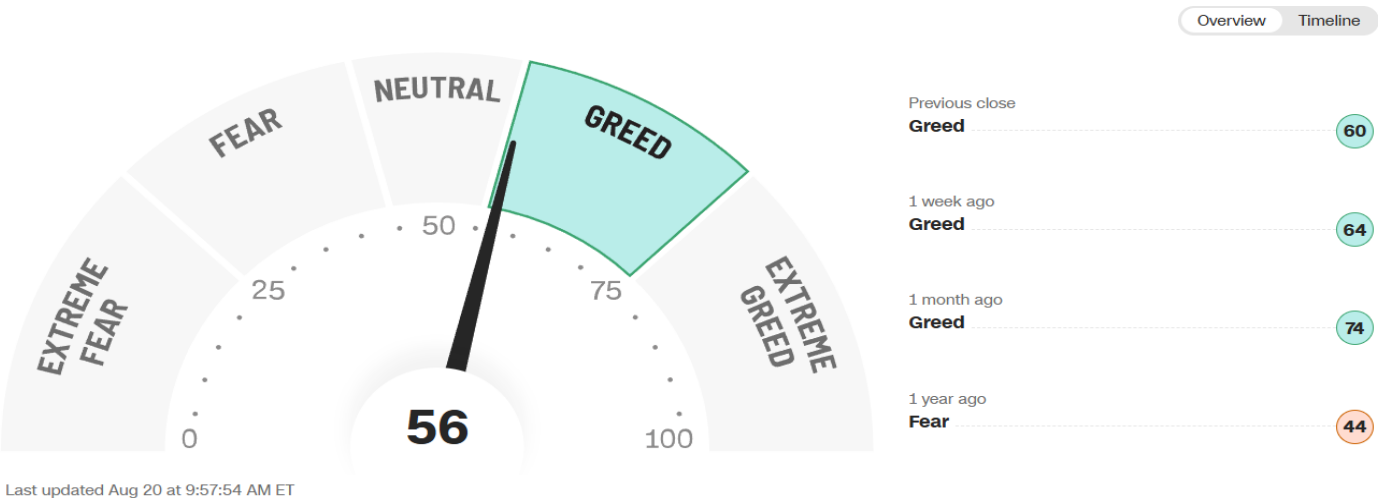 Overview Timeline
EXTREME
FEAR
FEAR
NEUTRAL
GREED
EXTREME
GREED
0
25
50
75
100
56
Last updated Aug 20 at 9:57:54 AM ET
Previous close
Greed 60
1 week ago
Greed 64
1 month ago
Greed 74
1 year ago
Fear 44